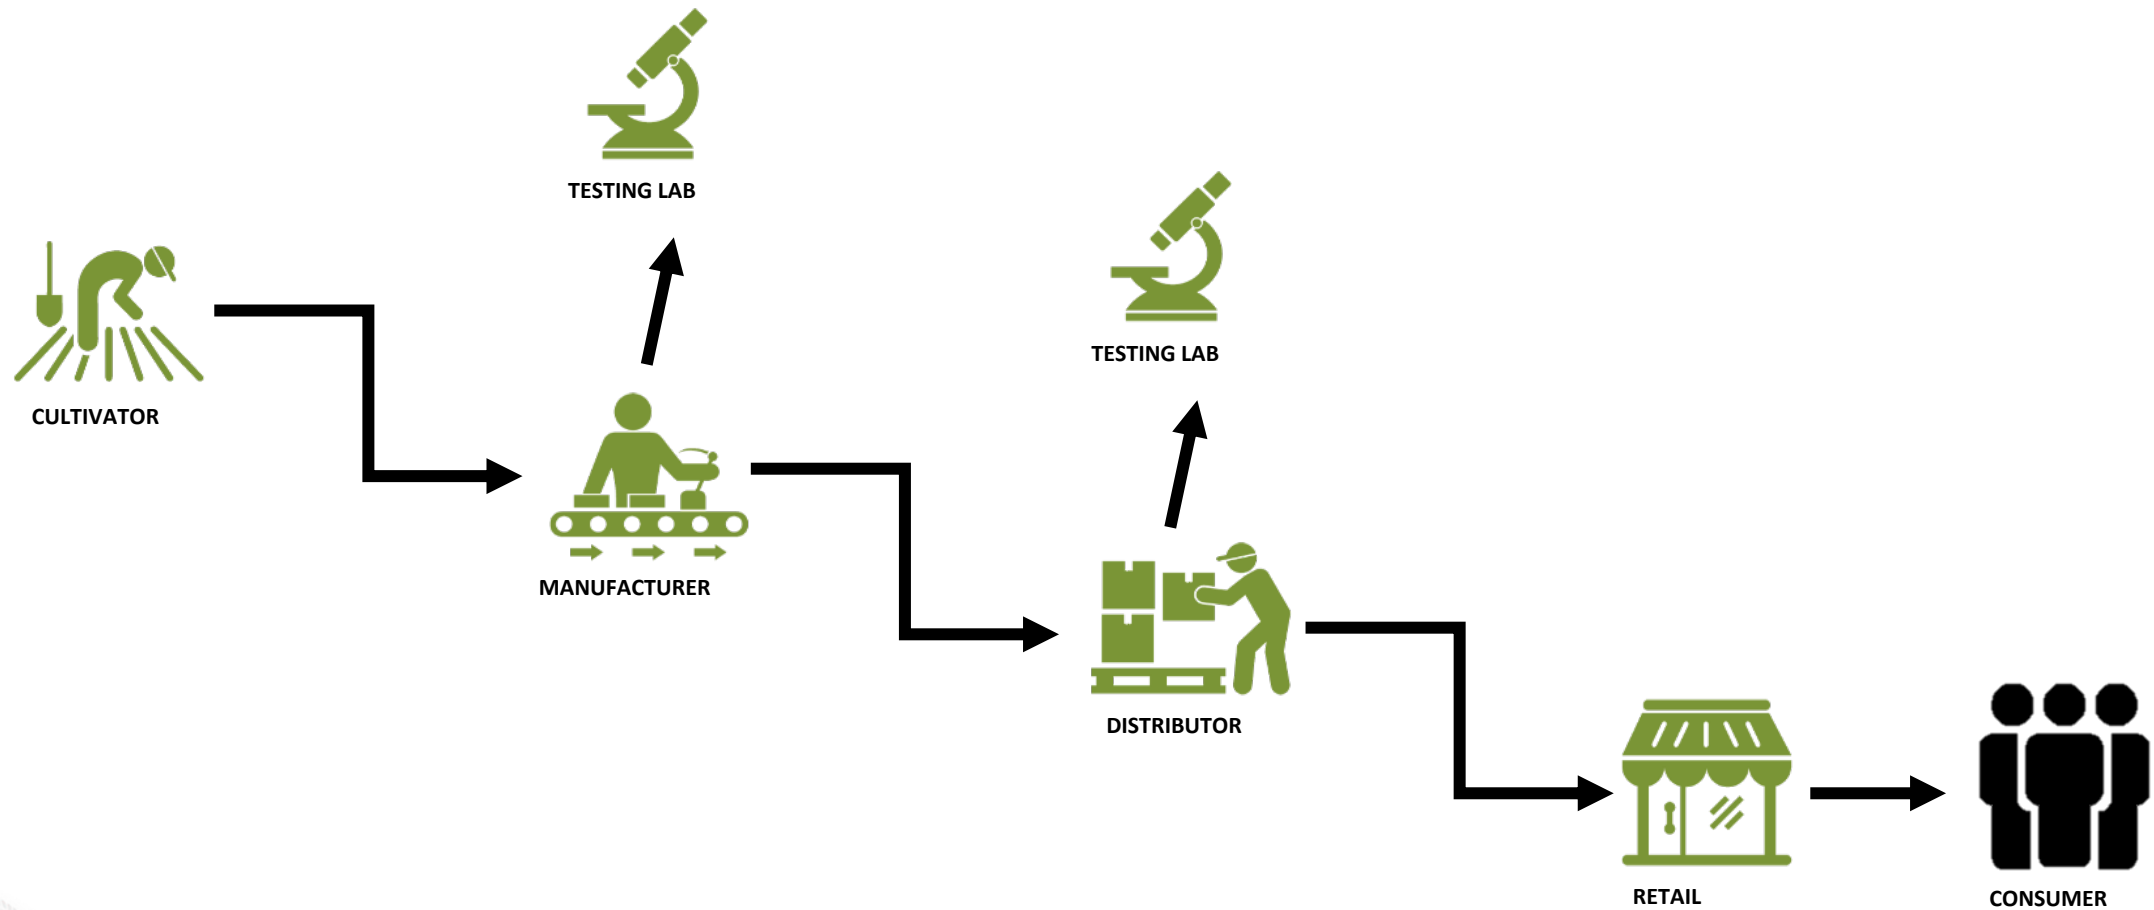 TESTING LAB
TESTING LAB
CULTIVATOR
MANUFACTURER
DISTRIBUTOR
RETAIL
CONSUMER